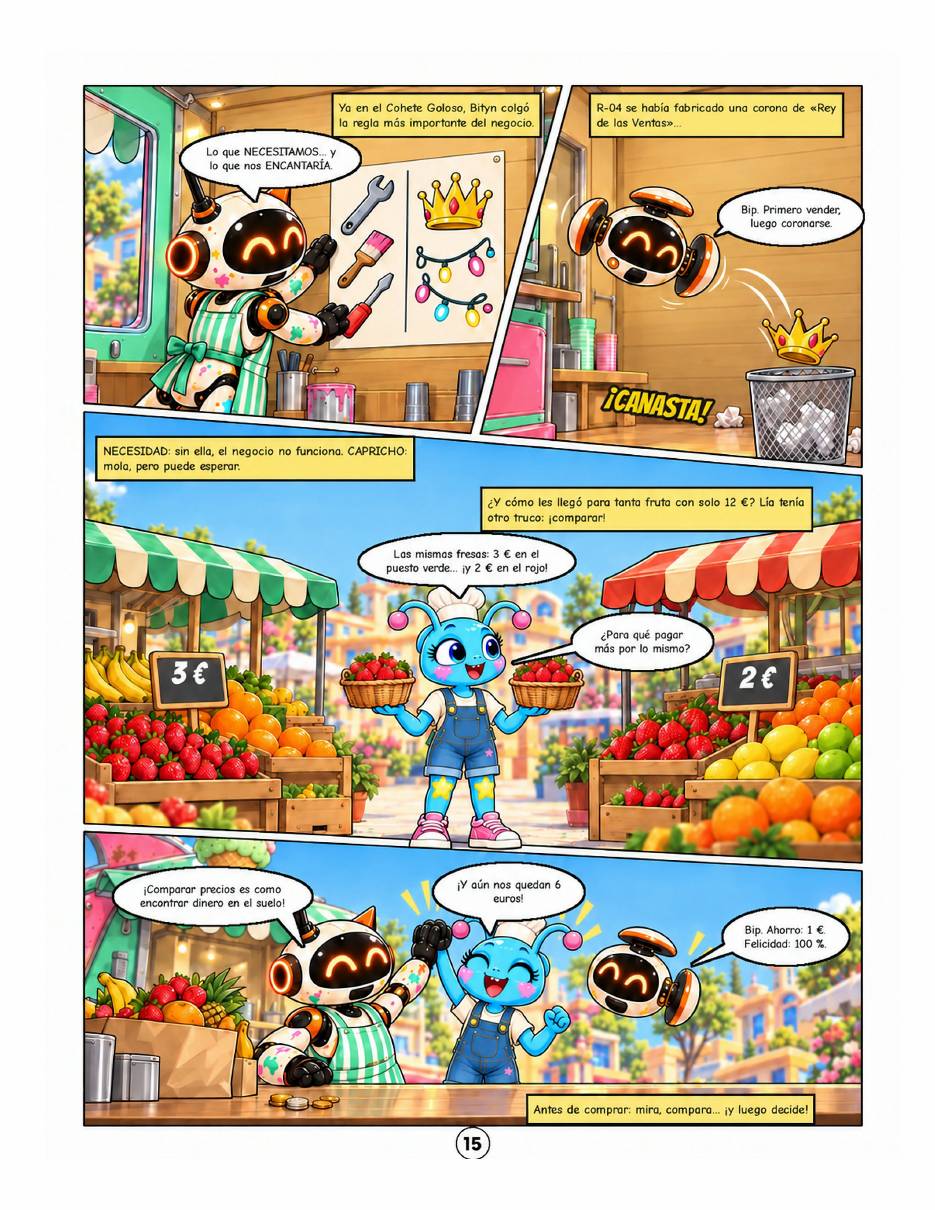 Ya en el Cohete Goloso, Bityn colgó
la regla más importante del negocio.
Lo que NECESITAMOS... y
lo que nos ENCANTARÍA.
R-04 se había fabricado una corona de «Rey
de las Ventas»...
Bip. Primero vender,
luego coronarse.
¡CANASTA!
NECESIDAD: sin ella, el negocio no funciona. CAPRICHO:
mola, pero puede esperar.
¿Y cómo les llegó para tanta fruta con solo 12 €? Lía tenía
otro truco: ¡comparar!
Las mismas fresas: 3 € en el
puesto verde... ¡y 2 € en el rojo!
¿Para qué pagar
más por lo mismo?
3 €
2 €
¡Comparar precios es como
encontrar dinero en el suelo!
¡Y aún nos quedan 6
euros!
Bip. Ahorro: 1 €.
Felicidad: 100 %.
Antes de comprar: mira, compara... ¡y luego decide!
15